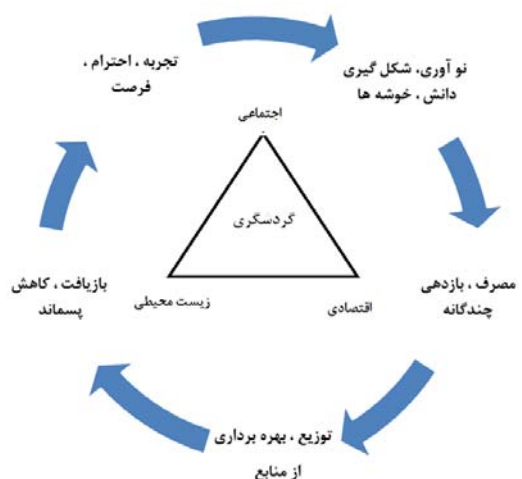 نو آوری، شکل گیری
دانش ، خوشه ها
تجربه ، احترام ،
فرصت
اجتماعی
گردسگری
زیست محیطی
اقتصادی
مصرف ، بازدهی
چندگانه
بازیافت ، کاهش
پسماند
توزیع ، بهره برداری
از منابع